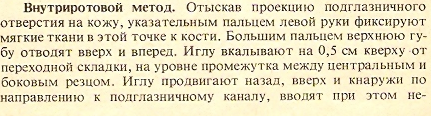 Внутриротовой метод. Отыскав проекцию подглазничного
отверстия на кожу, указательным пальцем левой руки фиксируют
мягкие ткани в этой точке к кости. Большим пальцем верхнюю гу-
бу отводят вверх и вперед. Иглу вкалывают на 0,5 см кверху от
переходной складки, на уровне промежутка между центральным и
боковым резцом. Иглу продвигают назад, вверх и кнаружи по
направлению к подглазничному каналу, вводят при этом не-